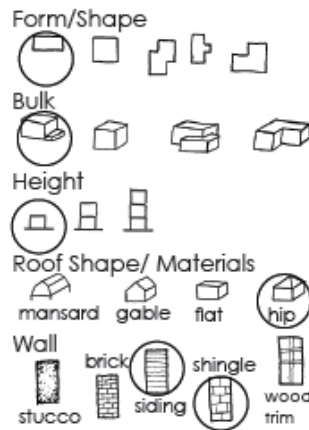 Form/Shape
Bulk
Height
Roof Shape/ Materials
mansard gable flat hip
Wall
brick shingle
stucco siding wood
trim